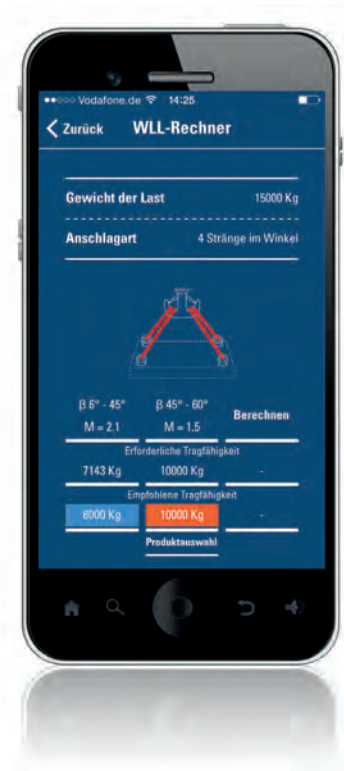 Vodafone.de 14:25
Zurück WLL-Rechner
Gewicht der Last 15000 Kg
Anschlagart 4 Stränge im Winkel
β 6° - 45° β 45° - 60° Berechnen
M = 2.1 M = 1,5
Erforderliche Tragfähigkeit
7143 Kg 10000 Kg -
Empfohlene Tragfähigkeit
8000 Kg 10000 Kg -
Produktauswahl